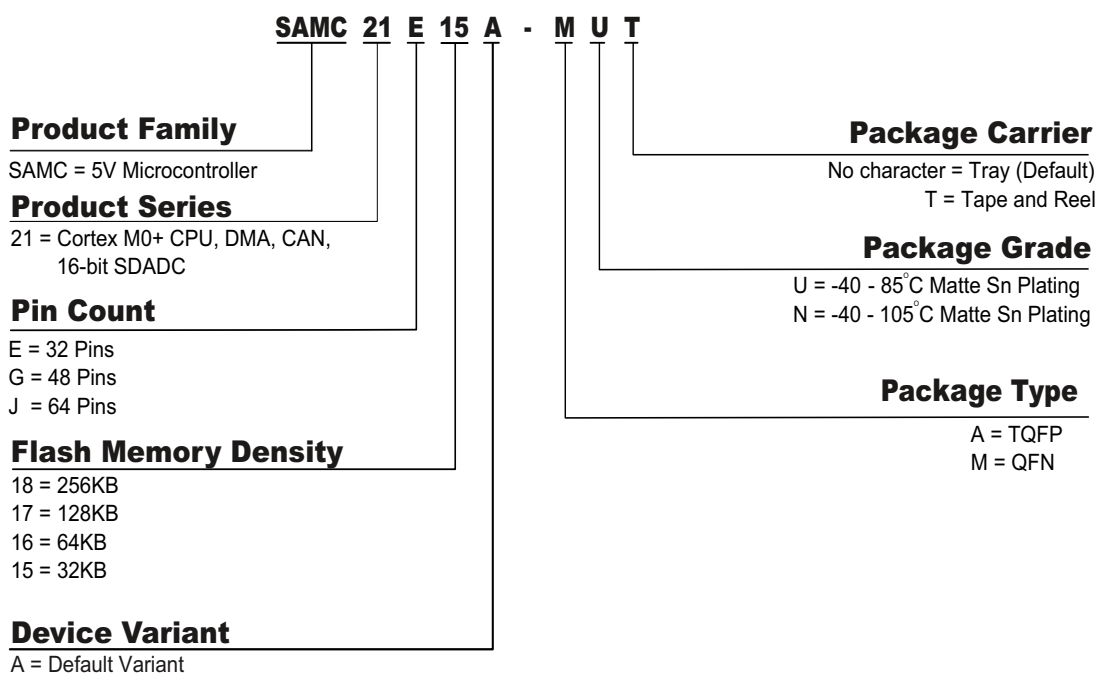 SAMC 21 E 15 A - M U T
Product Family
SAMC = 5V Microcontroller
Product Series
21 = Cortex M0+ CPU, DMA, CAN,
16-bit SDADC
Pin Count
E = 32 Pins
G = 48 Pins
J = 64 Pins
Flash Memory Density
18 = 256KB
17 = 128KB
16 = 64KB
15 = 32KB
Device Variant
A = Default Variant
Package Carrier
No character = Tray (Default)
T = Tape and Reel
Package Grade
U = -40 - 85°C Matte Sn Plating
N = -40 - 105°C Matte Sn Plating
Package Type
A = TQFP
M = QFN